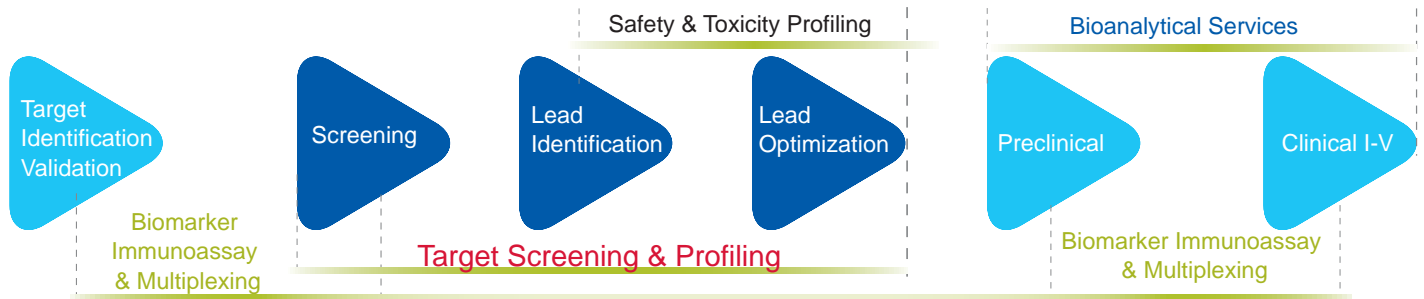 Safety & Toxicity Profiling
Bioanalytical Services
Target
Identification
Validation
Screening
Lead
Identification
Lead
Optimization
Preclinical
Clinical I-V
Biomarker
Immunoassay
& Multiplexing
Target Screening & Profiling
Biomarker Immunoassay
& Multiplexing